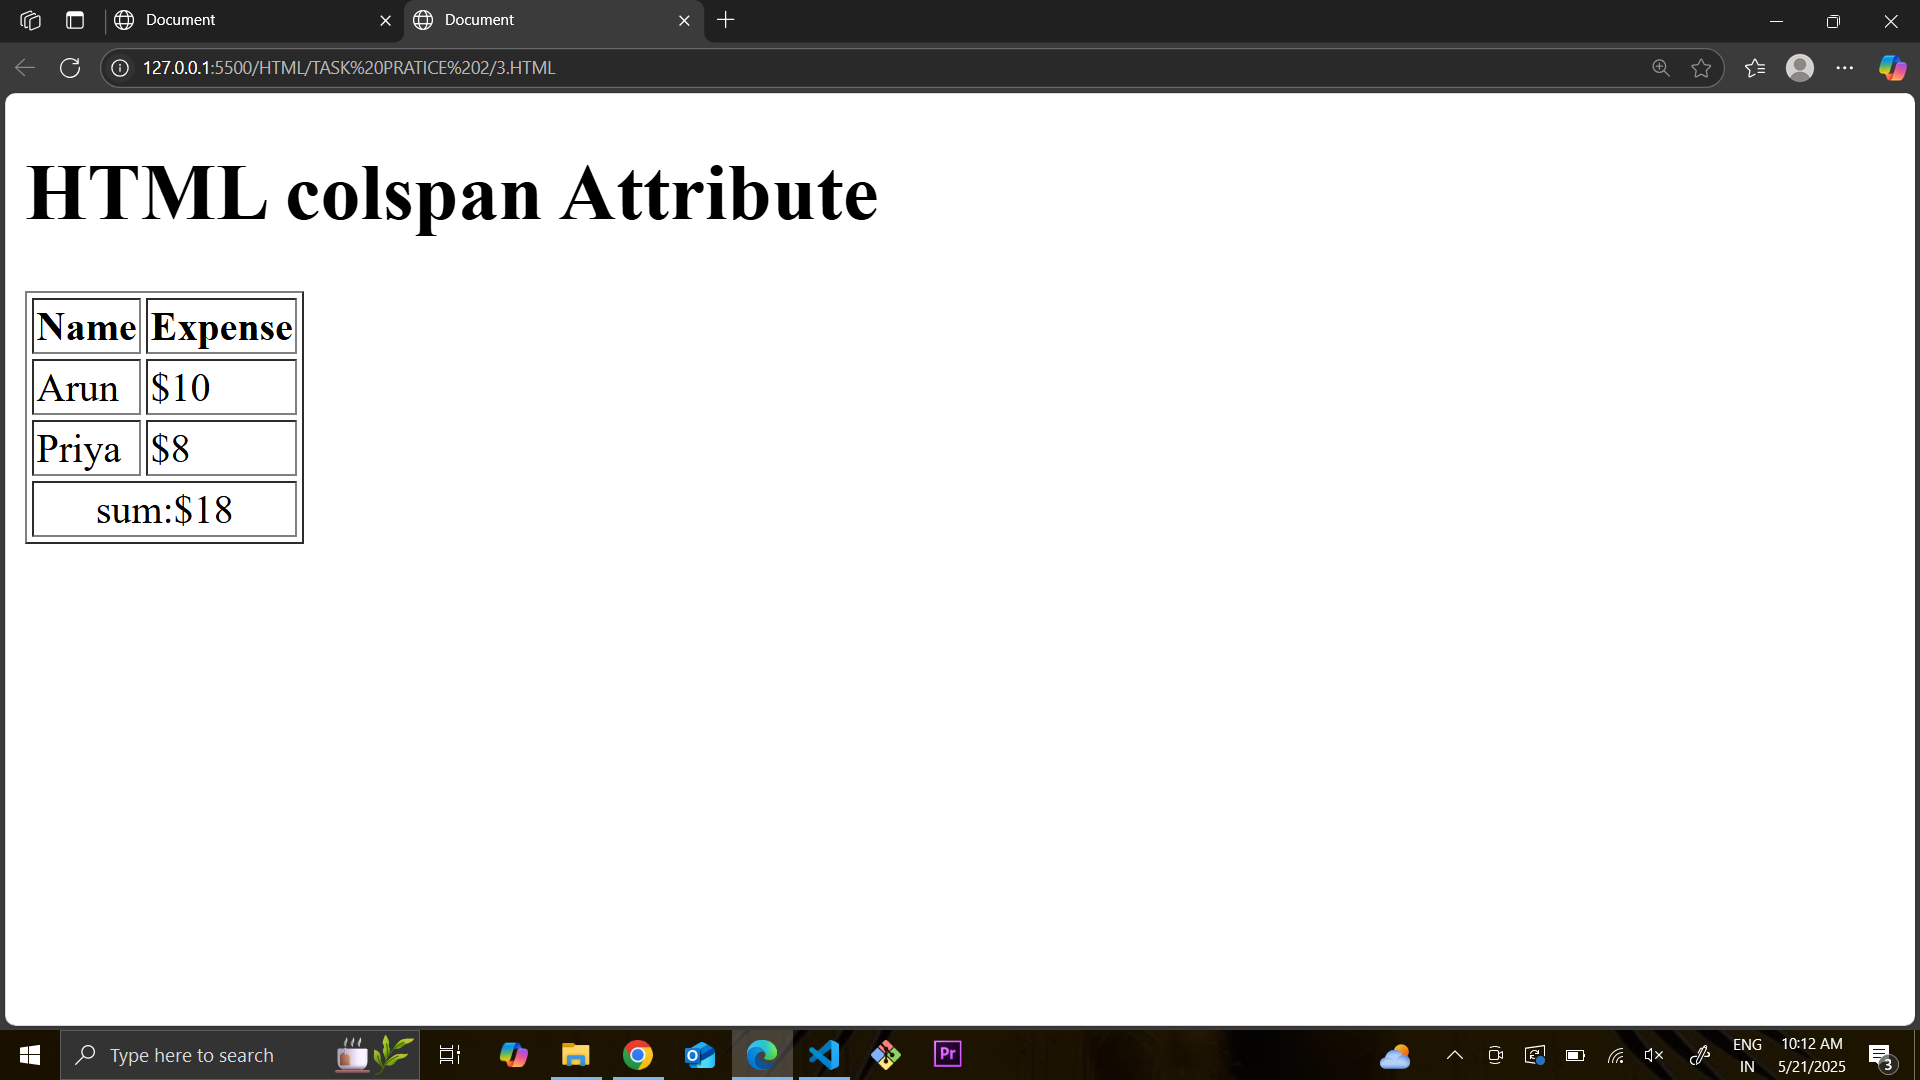 Document
Document
127.0.0.1:5500/HTML/TASK%20PRATICE%202/3.HTML
HTML colspan Attribute
Name Expense
Arun $10
Priya $8
sum:$18
Type here to search
Pr
ENG
IN
10:12 AM
5/21/2025
3